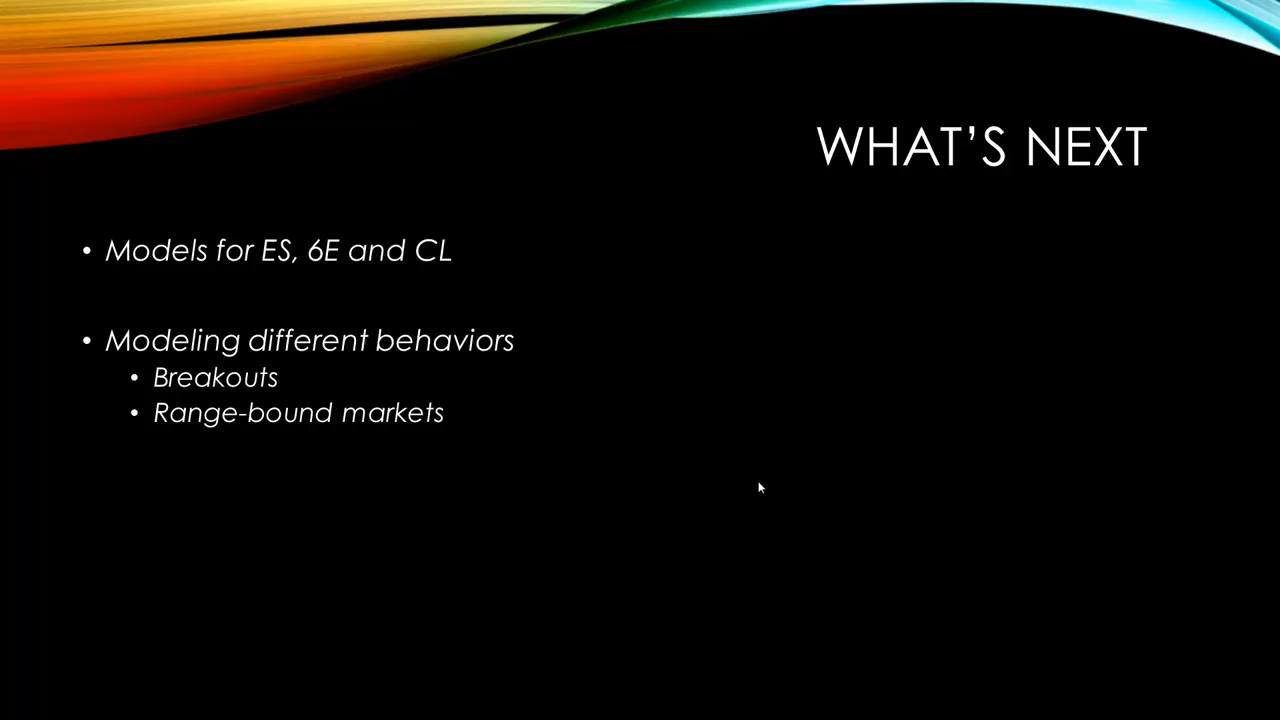 WHAT’S NEXT
• Models for ES, 6E and CL
• Modeling different behaviors
• Breakouts
• Range-bound markets